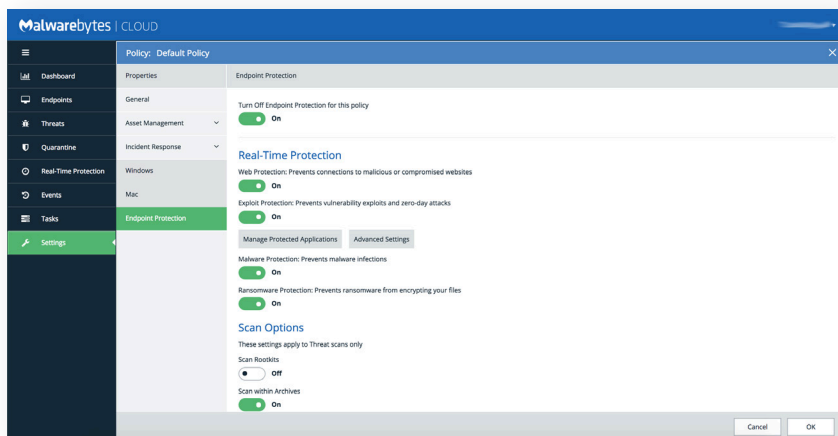 Malwarebytes | CLOUD
Policy: Default Policy
Dashboard
Endpoints
Threats
Quarantine
Real-Time Protection
Events
Tasks
Settings
Properties
General
Asset Management
Incident Response
Windows
Mac
Endpoint Protection
Endpoint Protection
Turn Off Endpoint Protection for this policy
On
Real-Time Protection
Web Protection: Prevents connections to malicious or compromised websites
On
Exploit Protection: Prevents vulnerability exploits and zero-day attacks
On
Manage Protected Applications Advanced Settings
Malware Protection: Prevents malware infections
On
Ransomware Protection: Prevents ransomware from encrypting your files
On
Scan Options
These settings apply to Threat scans only
Scan Rootkits
Off
Scan within Archives
On
Cancel OK